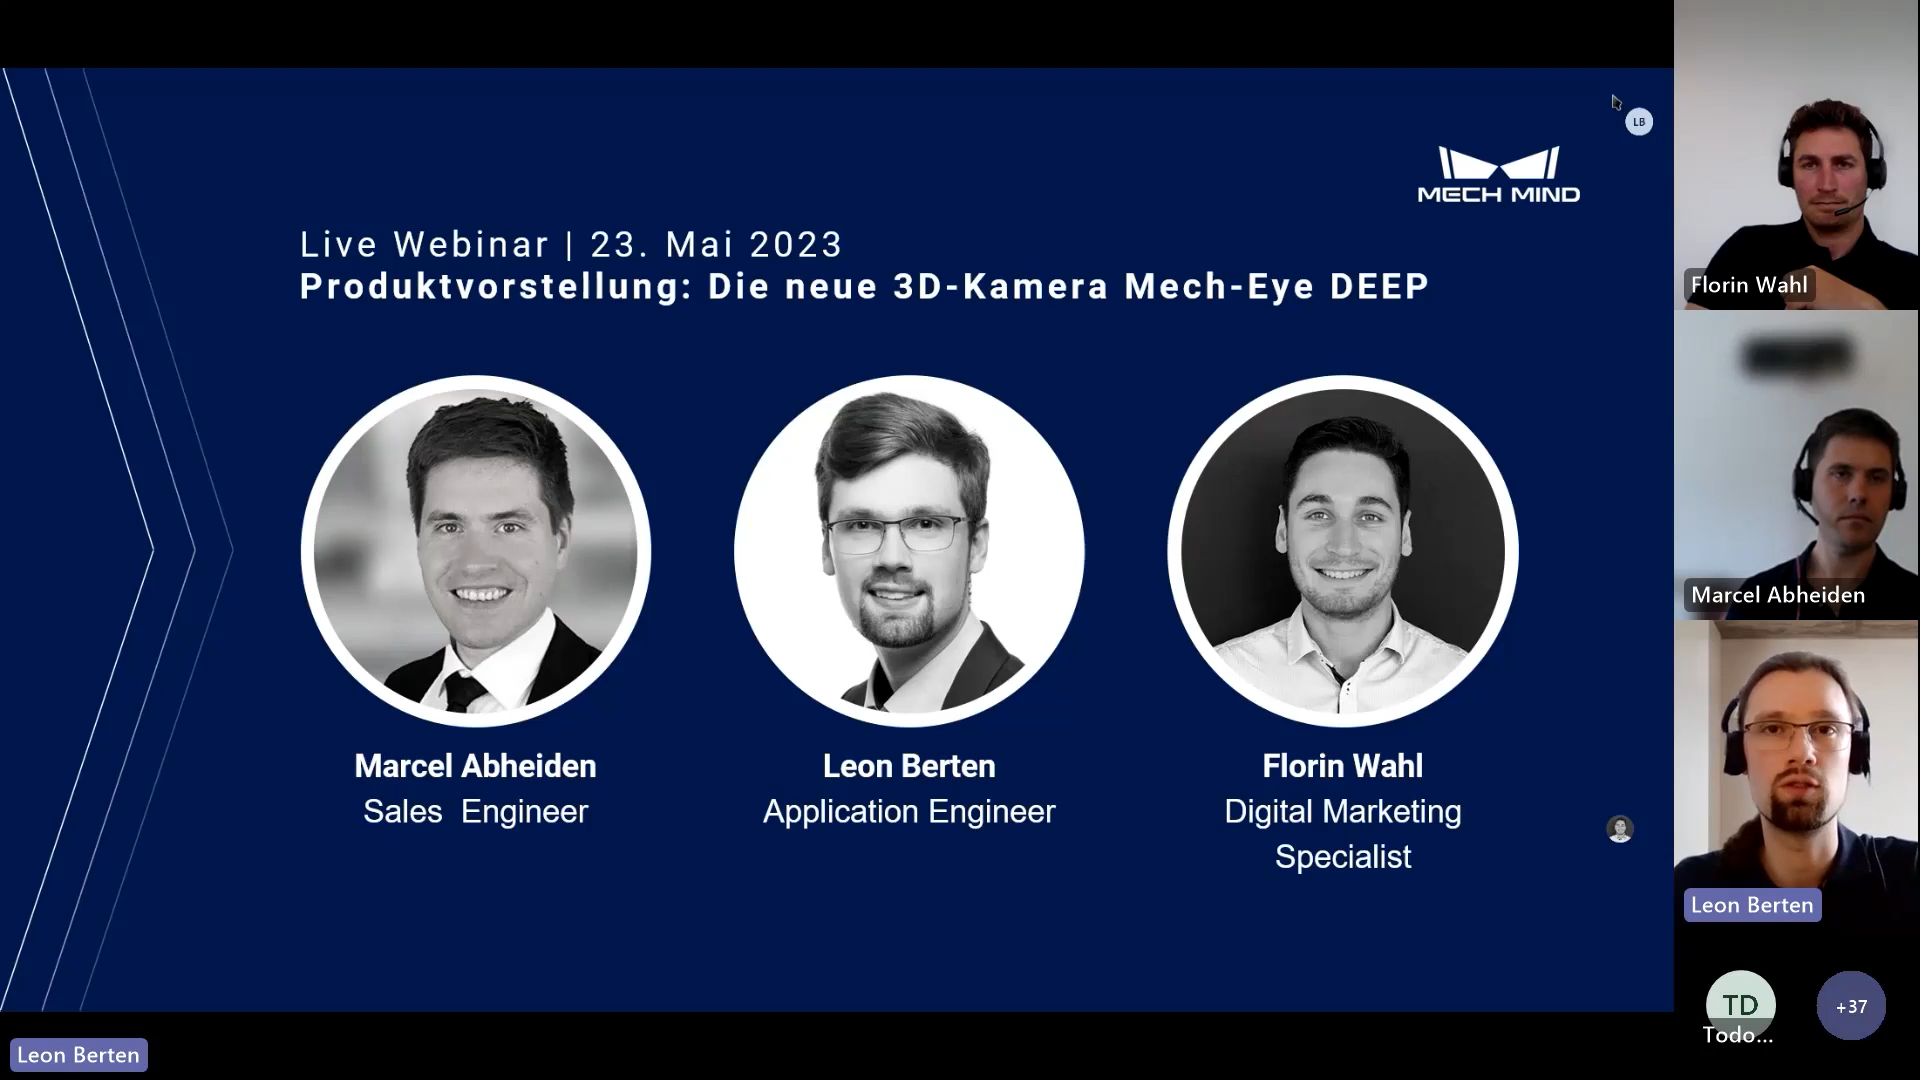 LB
MECH MIND
Live Webinar | 23. Mai 2023
Produktvorstellung: Die neue 3D-Kamera Mech-Eye DEEP
Marcel Abheiden
Sales Engineer
Leon Berten
Application Engineer
Florin Wahl
Digital Marketing
Specialist
Florin Wahl
Marcel Abheiden
Leon Berten
TD
Todo...
+37
Leon Berten